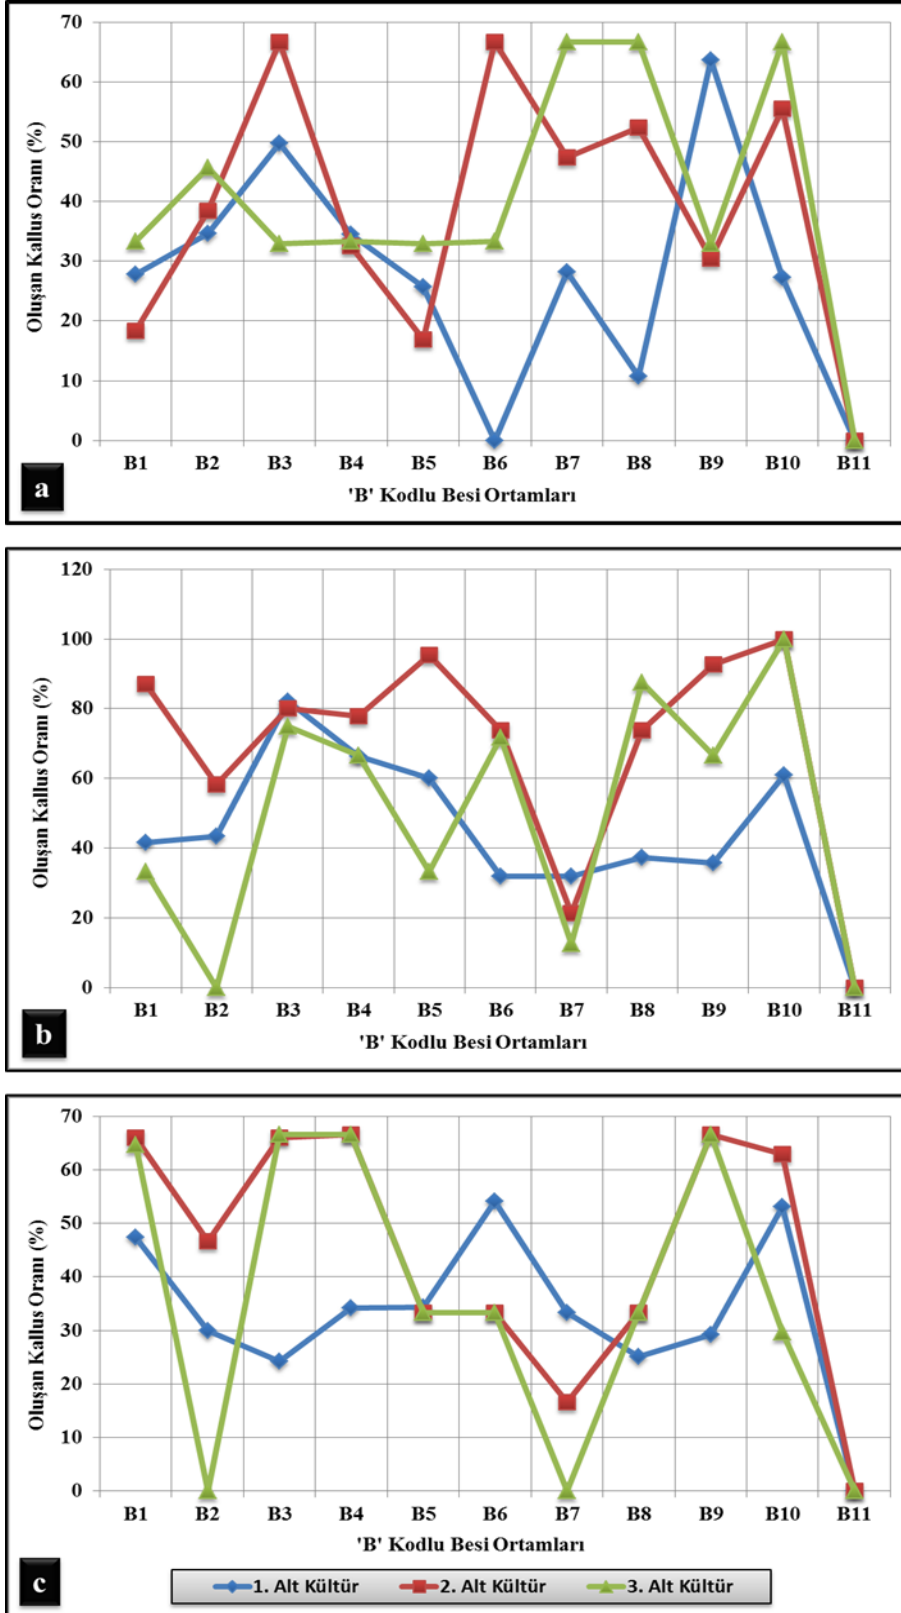 70
60
50
40
30
20
10
0
Oluşan Kallus Oranı (%)
B1 B2 B3 B4 B5 B6 B7 B8 B9 B10 B11
'B' Kodlu Besi Ortamları
a
120
100
80
60
40
20
0
Oluşan Kallus Oranı (%)
B1 B2 B3 B4 B5 B6 B7 B8 B9 B10 B11
'B' Kodlu Besi Ortamları
b
70
60
50
40
30
20
10
0
Oluşan Kallus Oranı (%)
B1 B2 B3 B4 B5 B6 B7 B8 B9 B10 B11
'B' Kodlu Besi Ortamları
c
1. Alt Kültür 2. Alt Kültür 3. Alt Kültür